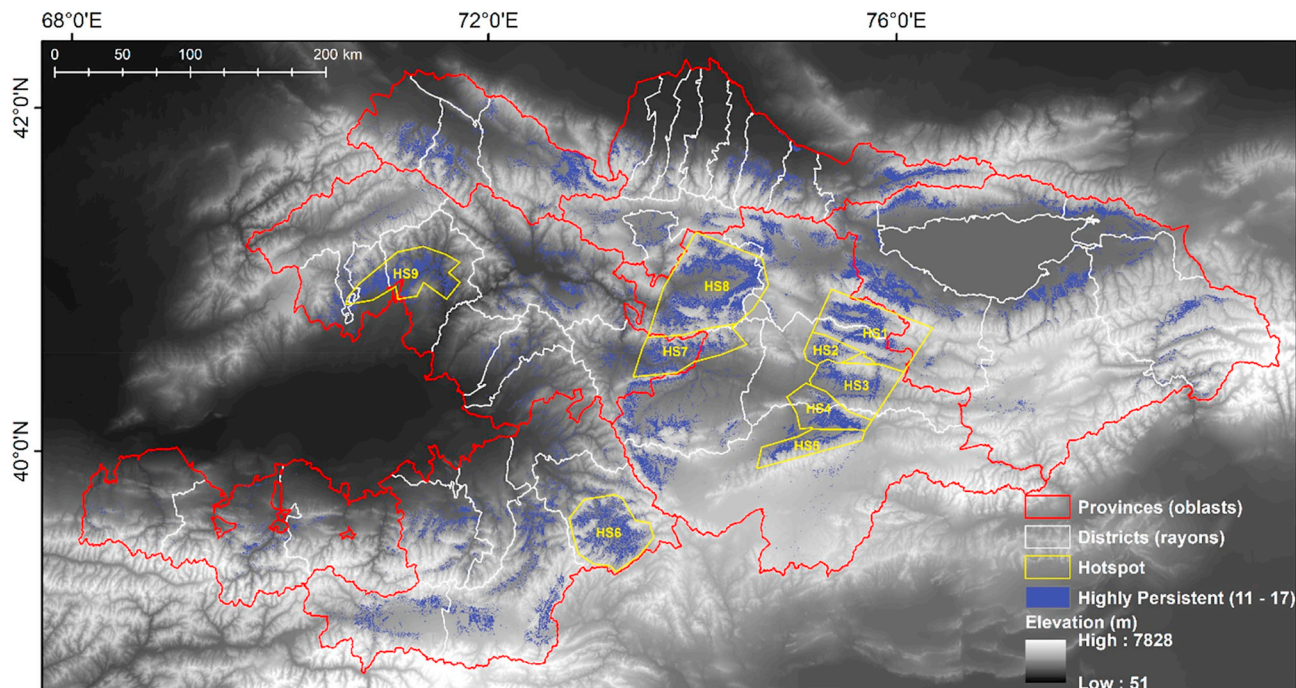 68°0'E 72°0'E 76°0'E
0 50 100 200 km
42°0'N
40°0'N
HS9
HS8
HS1
HS7
HS2
HS3
HS4
HS5
HS6
Provinces (oblasts)
Districts (rayons)
Hotspot
Highly Persistent (11 - 17)
Elevation (m)
High : 7828
Low : 51